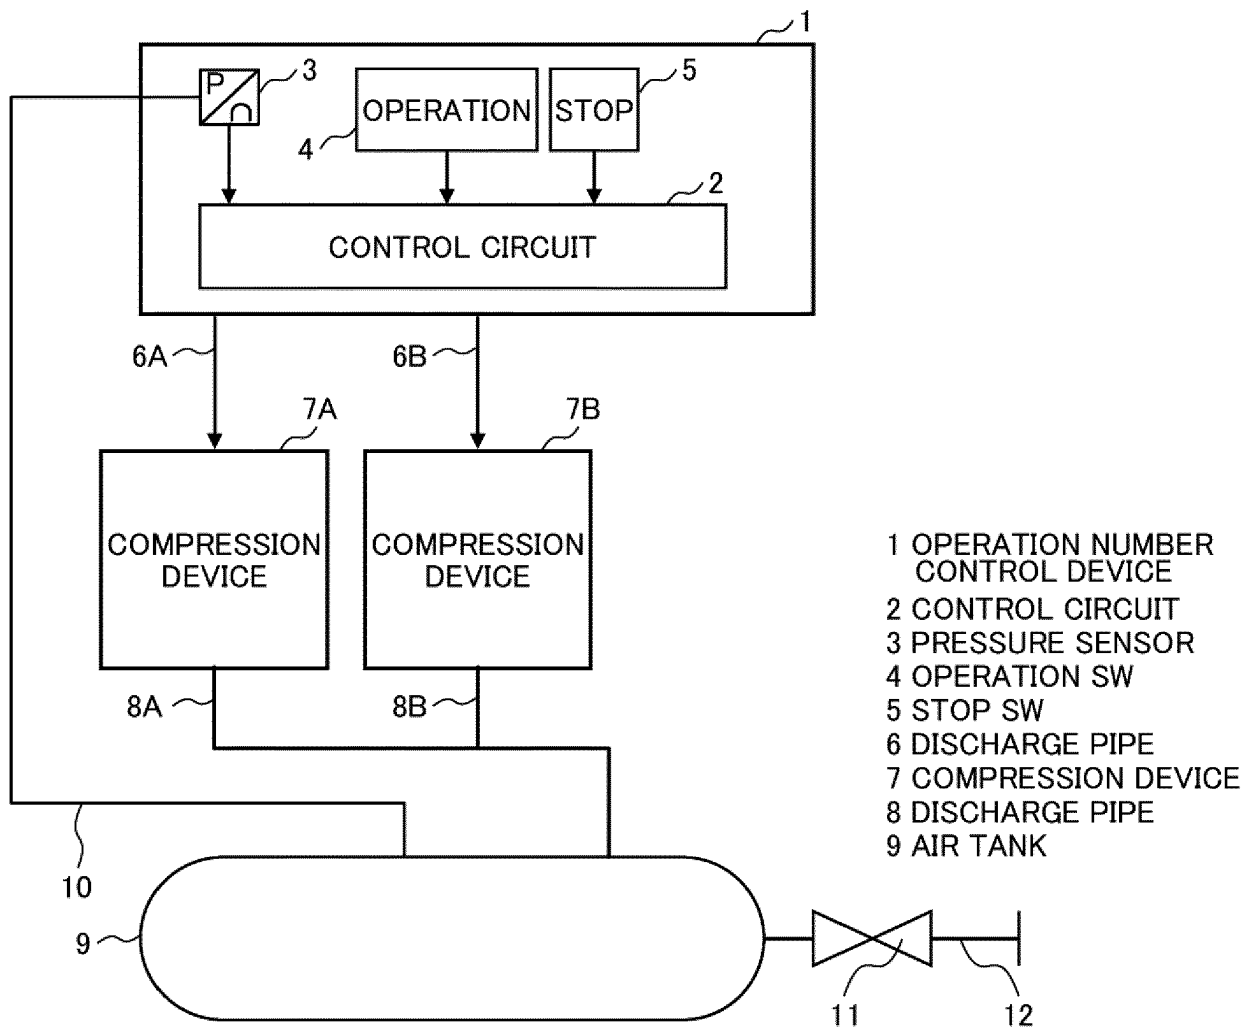 1
P
∩
3
OPERATION
4
STOP
5
2
CONTROL CIRCUIT
6A
6B
7A
7B
COMPRESSION
DEVICE
COMPRESSION
DEVICE
8A
8B
10
9
11
12
1 OPERATION NUMBER
CONTROL DEVICE
2 CONTROL CIRCUIT
3 PRESSURE SENSOR
4 OPERATION SW
5 STOP SW
6 DISCHARGE PIPE
7 COMPRESSION DEVICE
8 DISCHARGE PIPE
9 AIR TANK